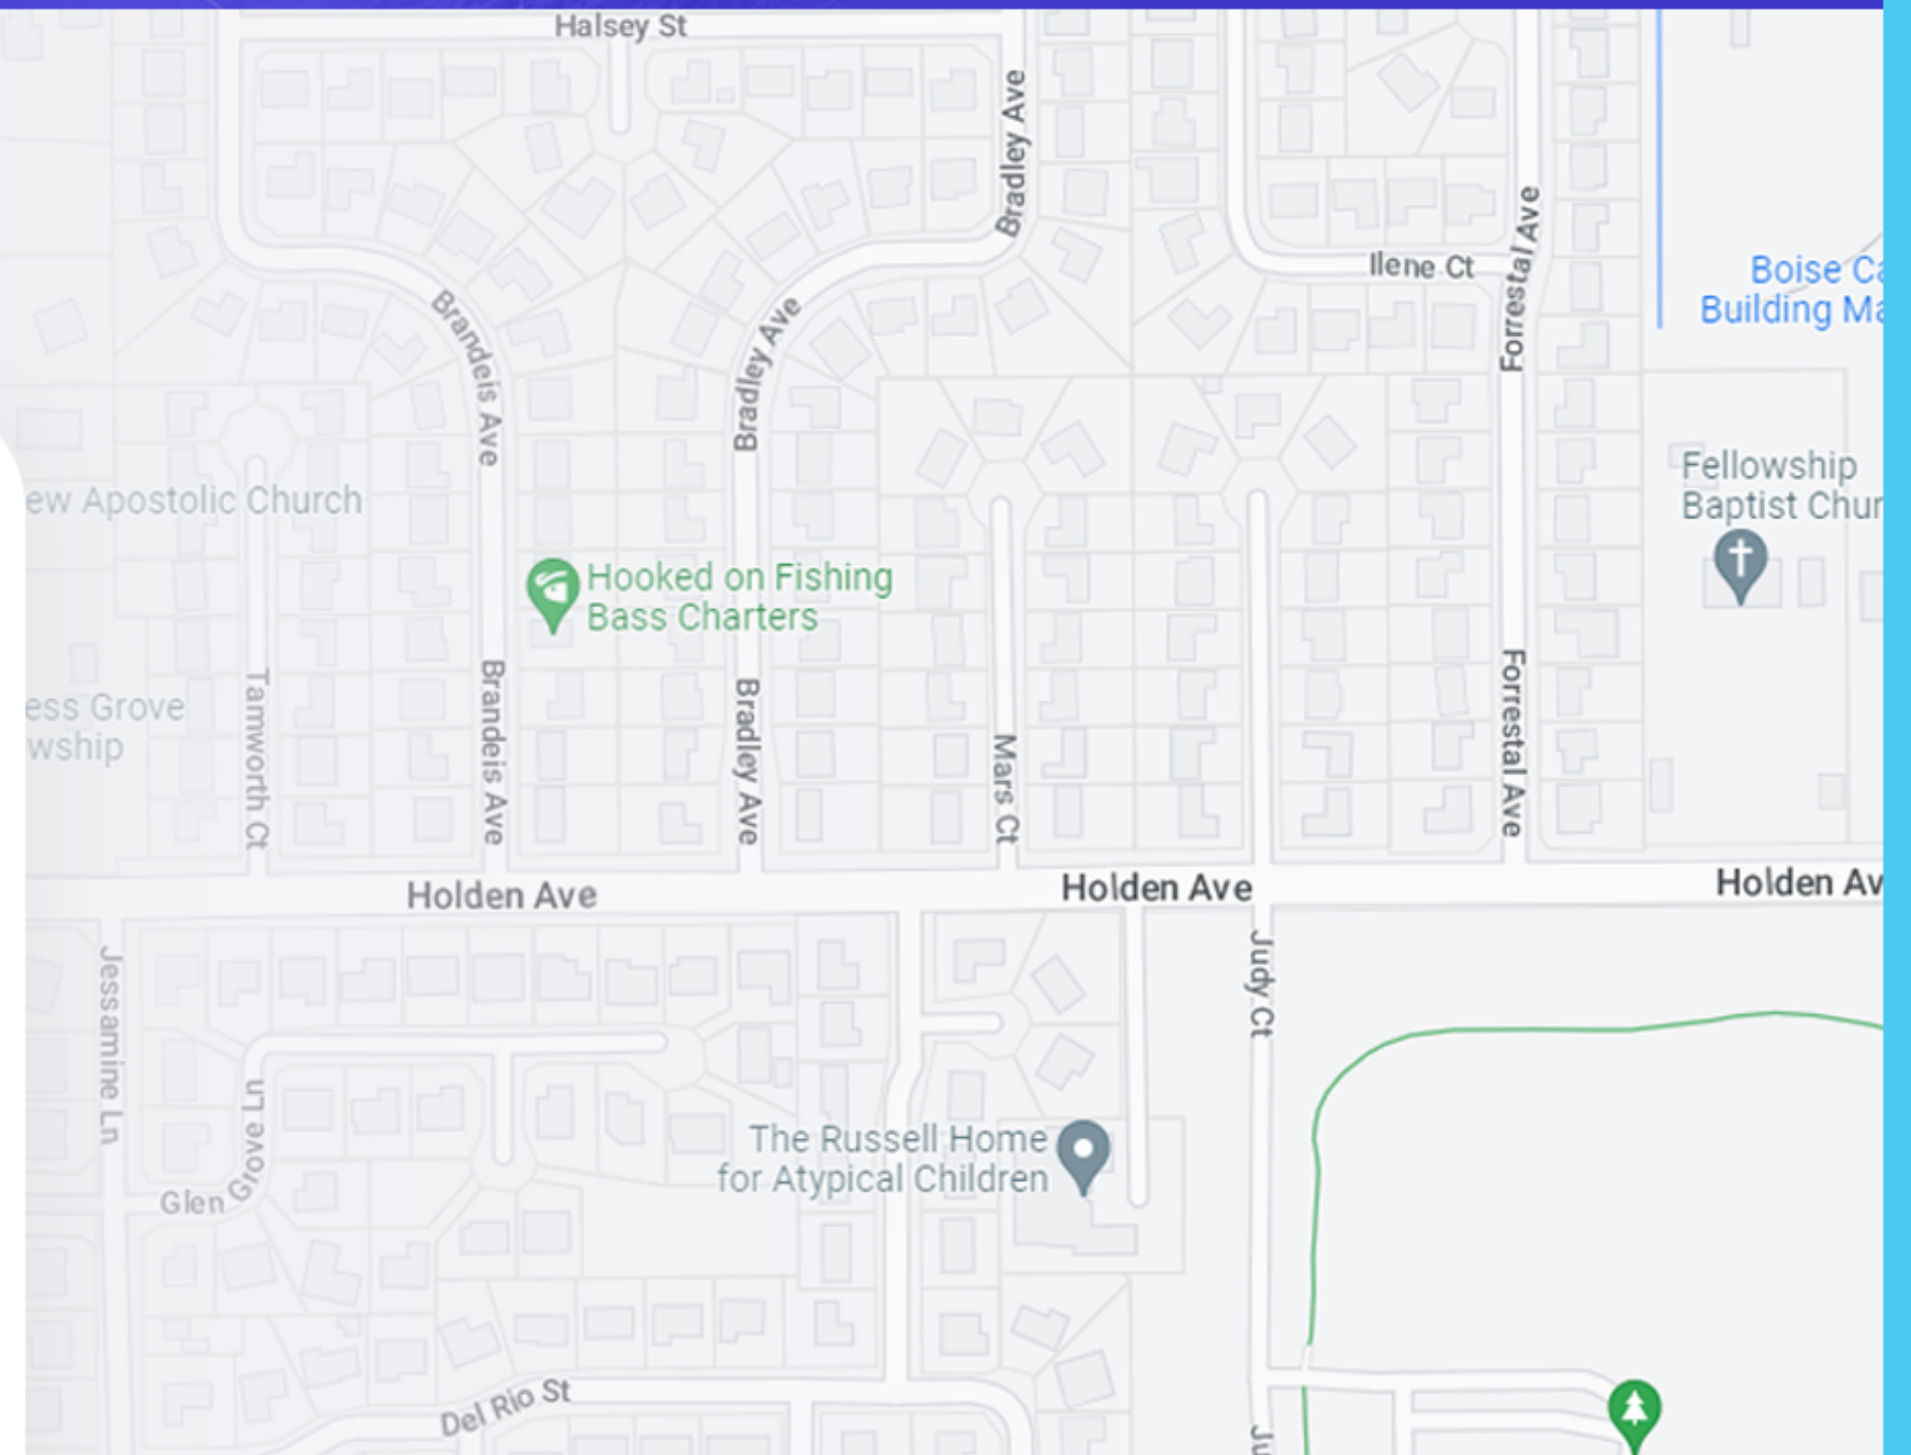 Halsey St
Bradley Ave
Forrestal Ave
Ilene Ct
Boise Ca
Building Ma
Brandeis Ave
Bradley Ave
Fellowship
Baptist Chur
ew Apostolic Church
Hooked on Fishing
Bass Charters
Tamworth Ct
Brandeis Ave
Bradley Ave
Mars Ct
Forrestal Ave
ess Grove
wship
Holden Ave
Holden Ave
Holden Av
Jessamine Ln
Judy Ct
Glen Grove Ln
The Russell Home
for Atypical Children
Del Rio St
Ju